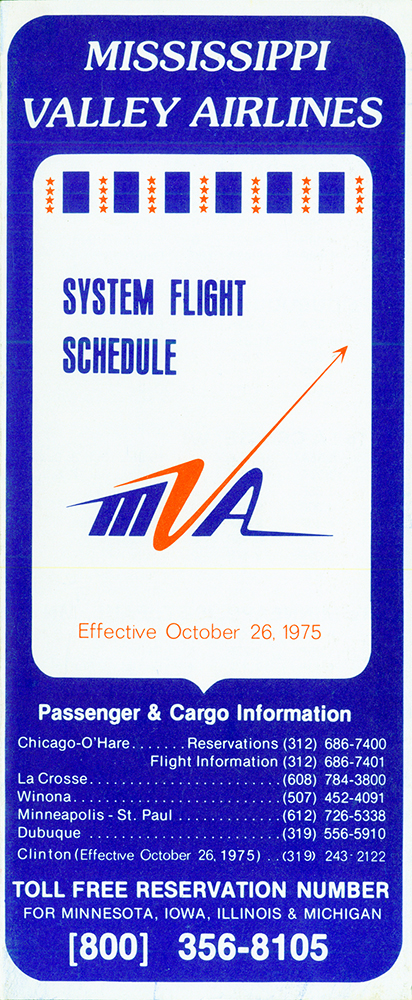 MISSISSIPPI
VALLEY AIRLINES
SYSTEM FLIGHT
SCHEDULE
MVA
Effective October 26, 1975
Passenger & Cargo Information
Chicago-O'Hare.......Reservations (312) 686-7400
Flight Information (312) 686-7401
La Crosse............................(608) 784-3800
Winona..............................(507) 452-4091
Minneapolis - St. Paul ..............(612) 726-5338
Dubuque ............................(319) 556-5910
Clinton (Effective October 26, 1975) ..(319) 243-2122
TOLL FREE RESERVATION NUMBER
FOR MINNESOTA, IOWA, ILLINOIS & MICHIGAN
[800] 356-8105